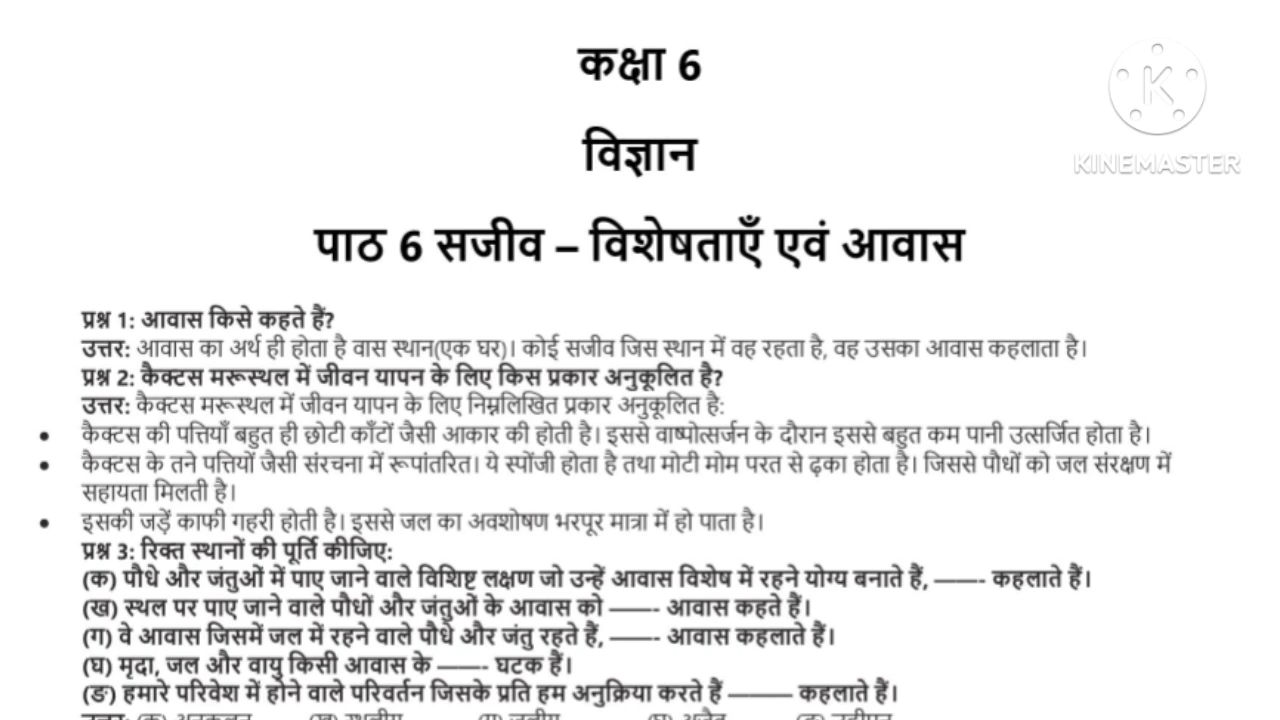 कक्षा 6
K
KINEMASTER
विज्ञान
पाठ 6 सजीव – विशेषताएँ एवं आवास
प्रश्न 1: आवास किसे कहते हैं?
उत्तर: आवास का अर्थ ही होता है वास स्थान(एक घर)। कोई सजीव जिस स्थान में वह रहता है, वह उसका आवास कहलाता है।
प्रश्न 2: कैक्टस मरूस्थल में जीवन यापन के लिए किस प्रकार अनुकूलित है?
उत्तर: कैक्टस मरूस्थल में जीवन यापन के लिए निम्नलिखित प्रकार अनुकूलित है:
• कैक्टस की पत्तियाँ बहुत ही छोटी काँटों जैसी आकार की होती है। इससे वाष्पोत्सर्जन के दौरान इससे बहुत कम पानी उत्सर्जित होता है।
• कैक्टस के तने पत्तियों जैसी संरचना में रूपांतरित। ये स्पोंजी होता है तथा मोटी मोम परत से ढ़का होता है। जिससे पौधों को जल संरक्षण में
सहायता मिलती है।
• इसकी जड़ें काफी गहरी होती है। इससे जल का अवशोषण भरपूर मात्रा में हो पाता है।
प्रश्न 3: रिक्त स्थानों की पूर्ति कीजिए:
(क) पौधे और जंतुओं में पाए जाने वाले विशिष्ट लक्षण जो उन्हें आवास विशेष में रहने योग्य बनाते हैं, ——- कहलाते हैं।
(ख) स्थल पर पाए जाने वाले पौधों और जंतुओं के आवास को ——- आवास कहते हैं।
(ग) वे आवास जिसमें जल में रहने वाले पौधे और जंतु रहते हैं, ——- आवास कहलाते हैं।
(घ) मृदा, जल और वायु किसी आवास के ——- घटक हैं।
(ङ) हमारे परिवेश में होने वाले परिवर्तन जिसके प्रति हम अनुक्रिया करते हैं ——— कहलाते हैं।